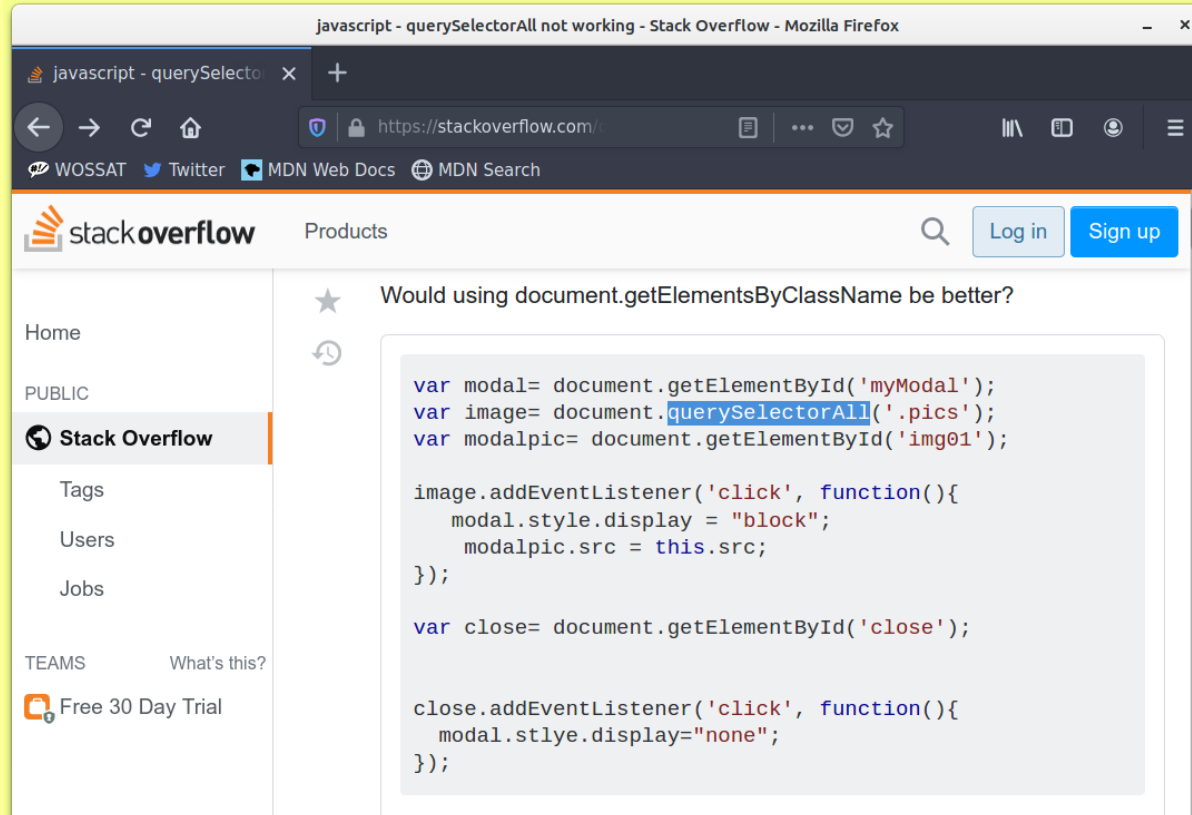 javascript - querySelectorAll not working - Stack Overflow - Mozilla Firefox
javascript - querySelecto
https://stackoverflow.com/
WOSSAT Twitter MDN Web Docs MDN Search
stackoverflow Products Log in Sign up
Would using document.getElementsByClassName be better?
Home
PUBLIC
Stack Overflow
Tags
Users
Jobs
TEAMS What's this?
Free 30 Day Trial
var modal= document.getElementById('myModal');
var image= document.querySelectorAll('.pics');
var modalpic= document.getElementById('img01');
image.addEventListener('click', function(){
modal.style.display = "block";
modalpic.src = this.src;
});
var close= document.getElementById('close');
close.addEventListener('click', function(){
modal.stlye.display="none";
});